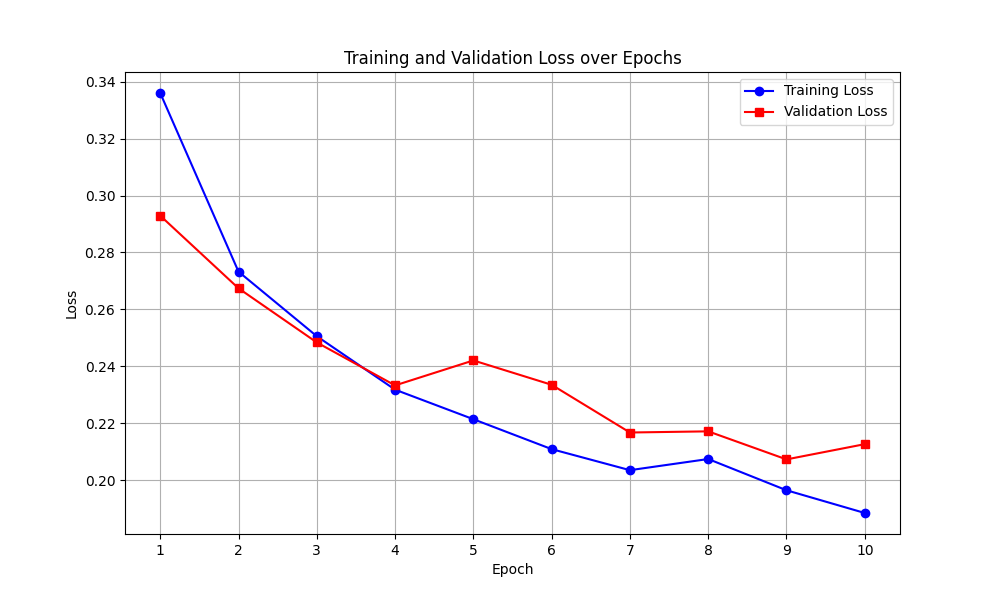 Training and Validation Loss over Epochs
Training Loss
Validation Loss
0.34
0.32
0.30
0.28
0.26
0.24
0.22
0.20
Loss
1 2 3 4 5 6 7 8 9 10
Epoch